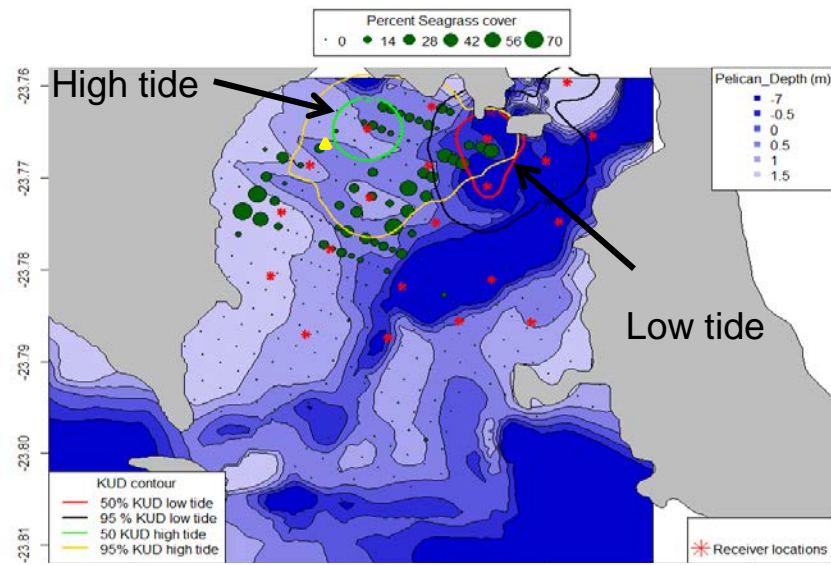 Percent Seagrass cover
0 14 28 42 56 70
High tide
Pelican_Depth (m)
-7
-0.5
0
0.5
1
1.5
-23.76
-23.77
-23.78
-23.79
-23.80
-23.81
Low tide
KUD contour
50% KUD low tide
95 % KUD low tide
50 KUD high tide
95% KUD high tide
Receiver locations